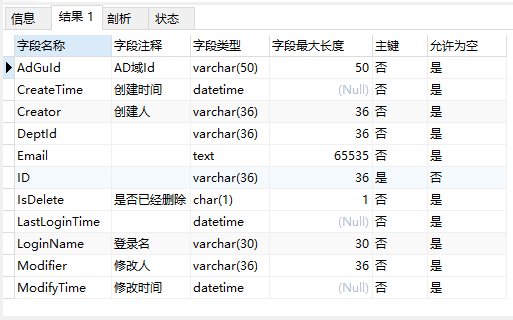 信息 结果 1 剖析 状态
字段名称 字段注释 字段类型 字段最大长度 主键 允许为空
AdGuId AD域Id varchar(50) 50 否 是
CreateTime 创建时间 datetime (Null) 否 是
Creator 创建人 varchar(36) 36 否 是
DeptId varchar(36) 36 否 是
Email text 65535 否 是
ID varchar(36) 36 是 否
IsDelete 是否已经删除 char(1) 1 否 是
LastLoginTime datetime (Null) 否 是
LoginName 登录名 varchar(30) 30 否 是
Modifier 修改人 varchar(36) 36 否 是
ModifyTime 修改时间 datetime (Null) 否 是